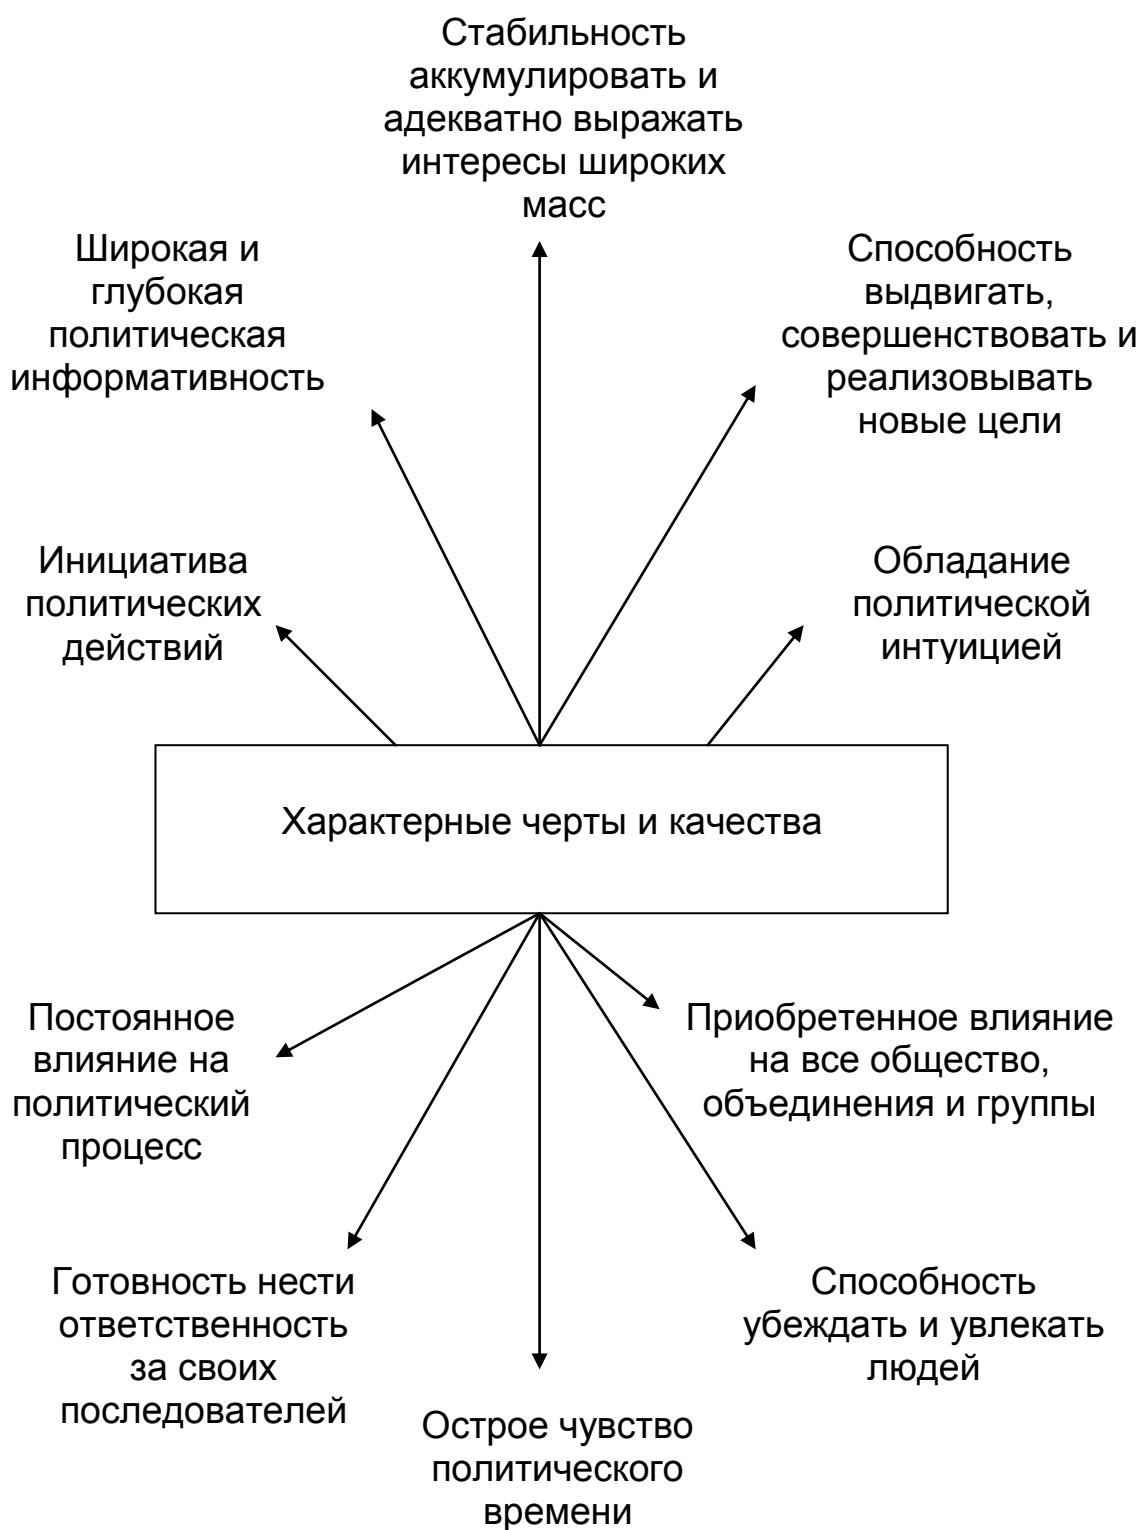 Стабильность
аккумулировать и
адекватно выражать
интересы широких
масс
Широкая и
глубокая
политическая
информативность
Способность
выдвигать,
совершенствовать и
реализовывать
новые цели
Инициатива
политических
действий
Обладание
политической
интуицией
Характерные черты и качества
Постоянное
влияние на
политический
процесс
Приобретенное влияние
на все общество,
объединения и группы
Готовность нести
ответственность
за своих
последователей
Способность
убеждать и увлекать
людей
Острое чувство
политического
времени